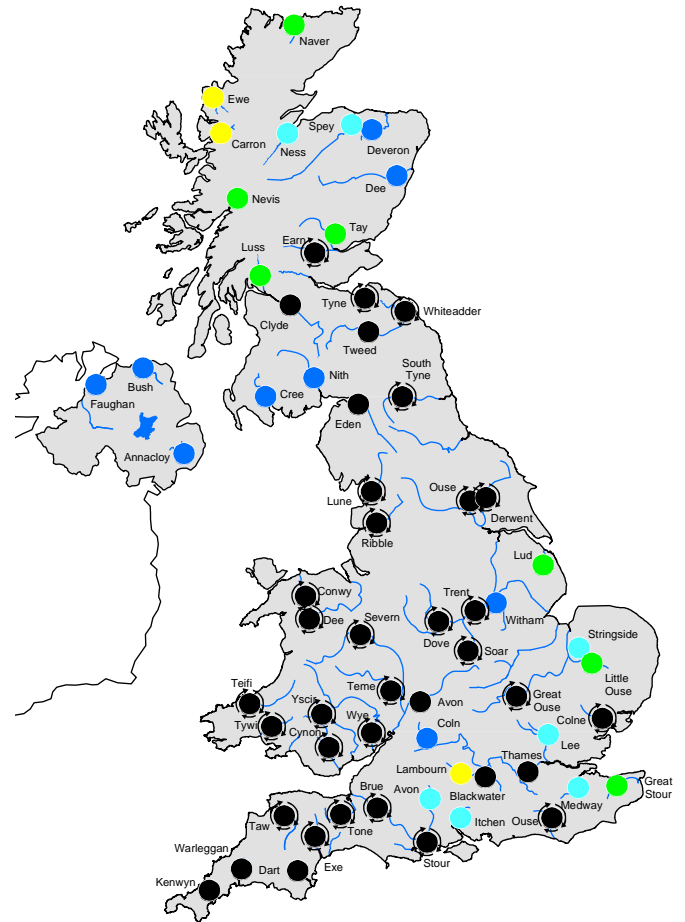 Naver
Ewe
Spey
Carron
Ness
Deveron
Dee
Nevis
Tay
Earn
Luss
Tyne
Whiteadder
Clyde
Tweed
South
Tyne
Nith
Cree
Bush
Faughan
Eden
Annacloy
Ouse
Lune
Derwent
Ribble
Lud
Conwy
Trent
Dee
Severn
Witham
Dove
Soar
Stringside
Little
Ouse
Teifi
Teme
Yscir
Avon
Great
Ouse
Colne
Tywi
Wye
Cynon
Coln
Lee
Thames
Lambourn
Great
Stour
Brue
Avon
Blackwater
Medway
Taw
Tone
Itchen
Ouse
Stour
Warleggan
Dart
Exe
Kenwyn